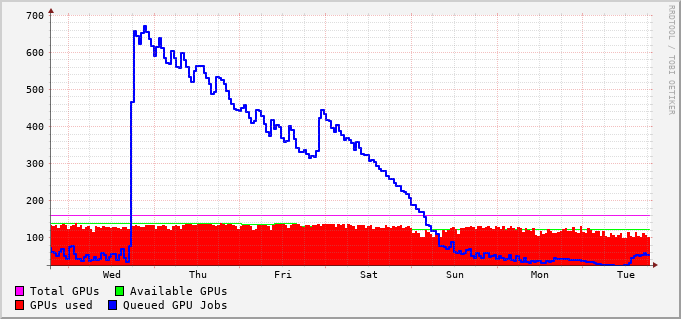 700
600
500
400
300
200
100
Wed Thu Fri Sat Sun Mon Tue
Total GPUs Available GPUs
GPUs used Queued GPU Jobs
RRDTOOL / TOBI OETIKER